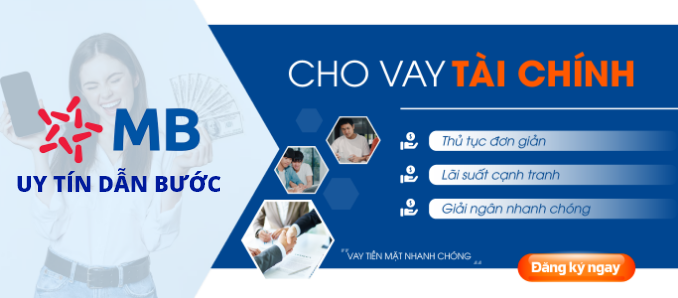 MB
UY TÍN DẪN BƯỚC
CHO VAY TÀI CHÍNH
Thủ tục đơn giản
Lãi suất cạnh tranh
Giải ngân nhanh chóng
"VAY TIỀN MẶT NHANH CHÓNG"
Đăng ký ngay